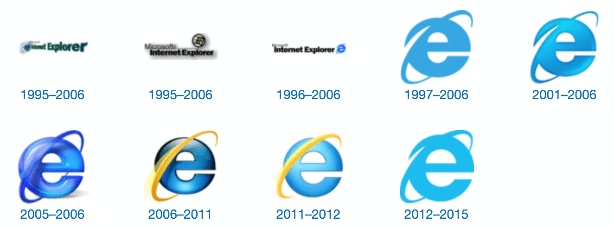 Internet Explorer
Microsoft
Internet Explorer
Microsoft
Internet Explorer
1995–2006
1995–2006
1996–2006
1997–2006
2001–2006
2005–2006
2006–2011
2011–2012
2012–2015